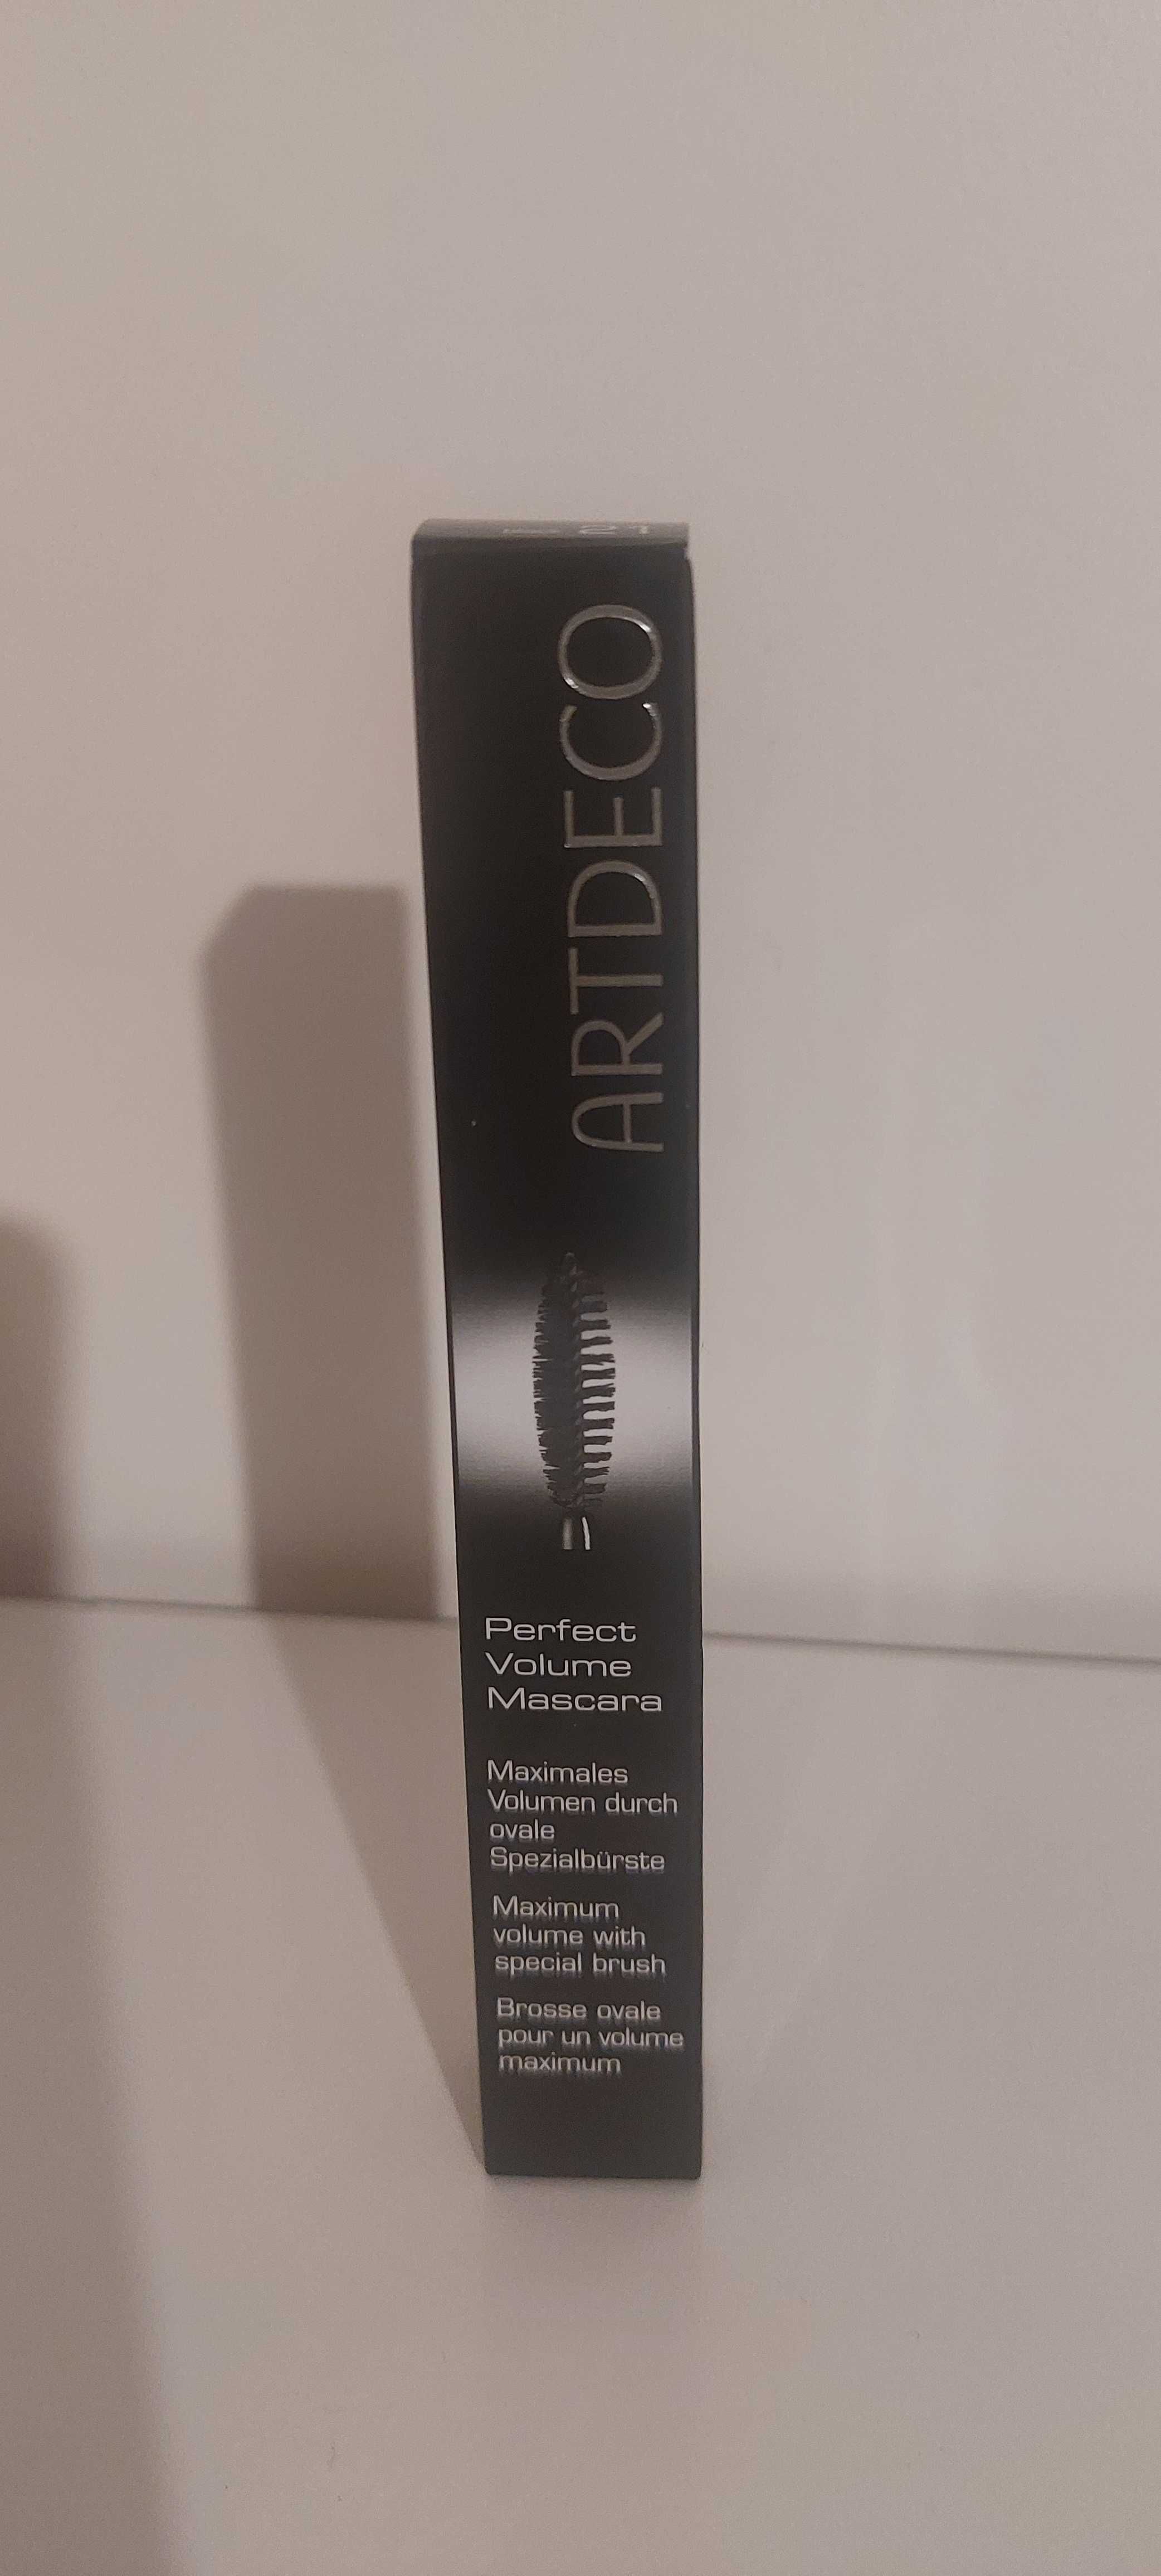 21
ARTDECO
Perfect
Volume
Mascara
Maximales
Volumen durch
ovale
Spezialbürste
Maximum
volume with
special brush
Brosse ovale
pour un volume
maximum